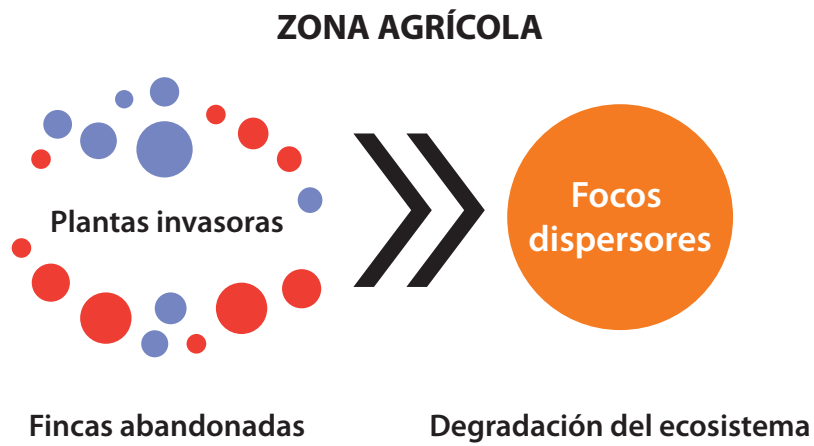 ZONA AGRÍCOLA
Plantas invasoras
Focos
dispersores
Fincas abandonadas
Degradación del ecosistema